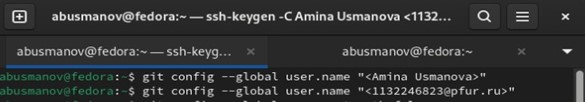 abusmanov@fedora:~ — ssh-keygen -C Amina Usmanova <1132...
abusmanov@fedora:~ — ssh-keyg...
abusmanov@fedora:~
abusmanov@fedora:~$ git config --global user.name "<Amina Usmanova>"
abusmanov@fedora:~$ git config --global user.email "<1132246823@pfur.ru>"